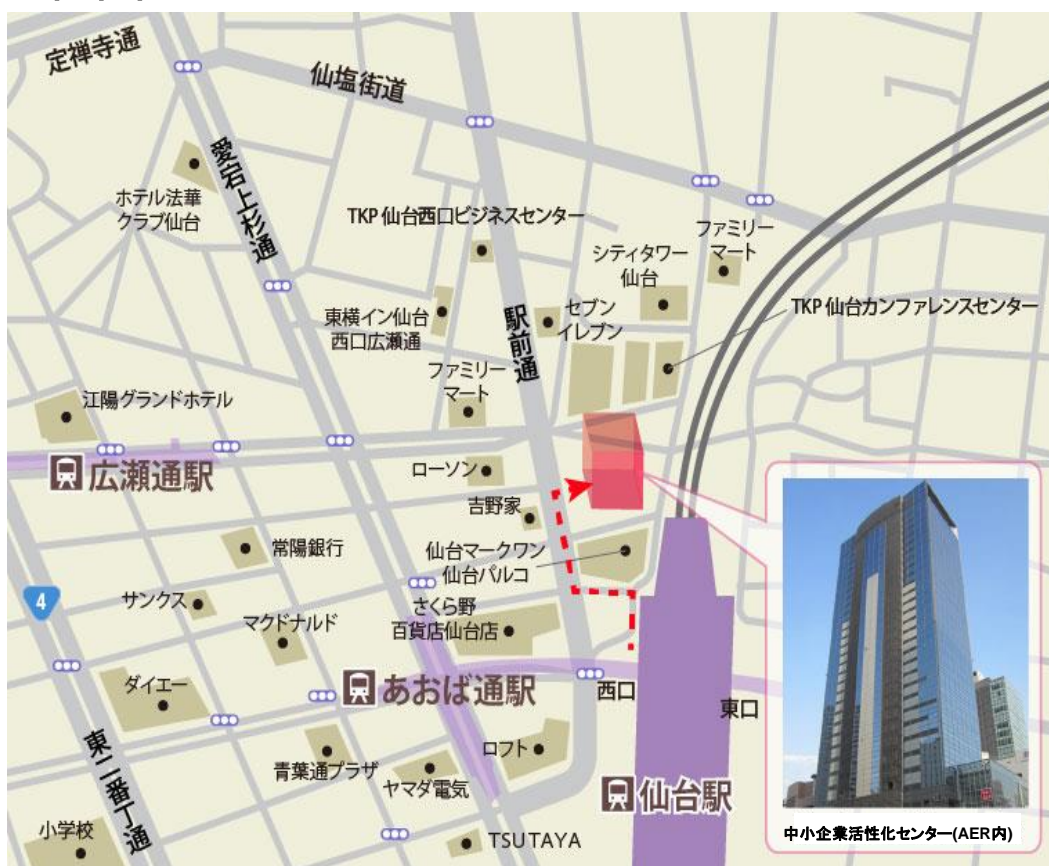 定禅寺通
仙塩街道
愛宕上杉通
ホテル法華
クラブ仙台
TKP 仙台西口ビジネスセンター
ファミリー
マート
シティタワー
仙台
東横イン仙台
西口広瀬通
駅前通
セブン
イレブン
TKP 仙台カンファレンスセンター
ファミリー
マート
江陽グランドホテル
広瀬通駅
ローソン
吉野家
常陽銀行
仙台マークワン
仙台パルコ
4
サンクス
マクドナルド
さくら野
百貨店仙台店
ダイエー
あおば通駅
西口
東口
東二番丁通
青葉通プラザ
ヤマダ電気
ロフト
仙台駅
小学校
TSUTAYA
中小企業活性化センター(AER内)